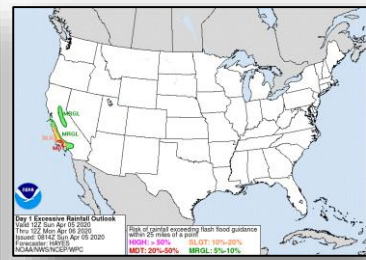 MRGL
MRGL
SLGT
MDT
NOAA
Day 1 Excessive Rainfall Outlook
Valid 12Z Sun Apr 05 2020
Thru 12Z Mon Apr 06 2020
Issued: 0814Z Sun Apr 05 2020
Forecaster: HAYES
NOAA/NWS/NCEP/WPC
Risk of rainfall exceeding flash flood guidance
within 25 miles of a point
HIGH: > 50% SLGT: 10%-20%
MDT: 20%-50% MRGL: 5%-10%